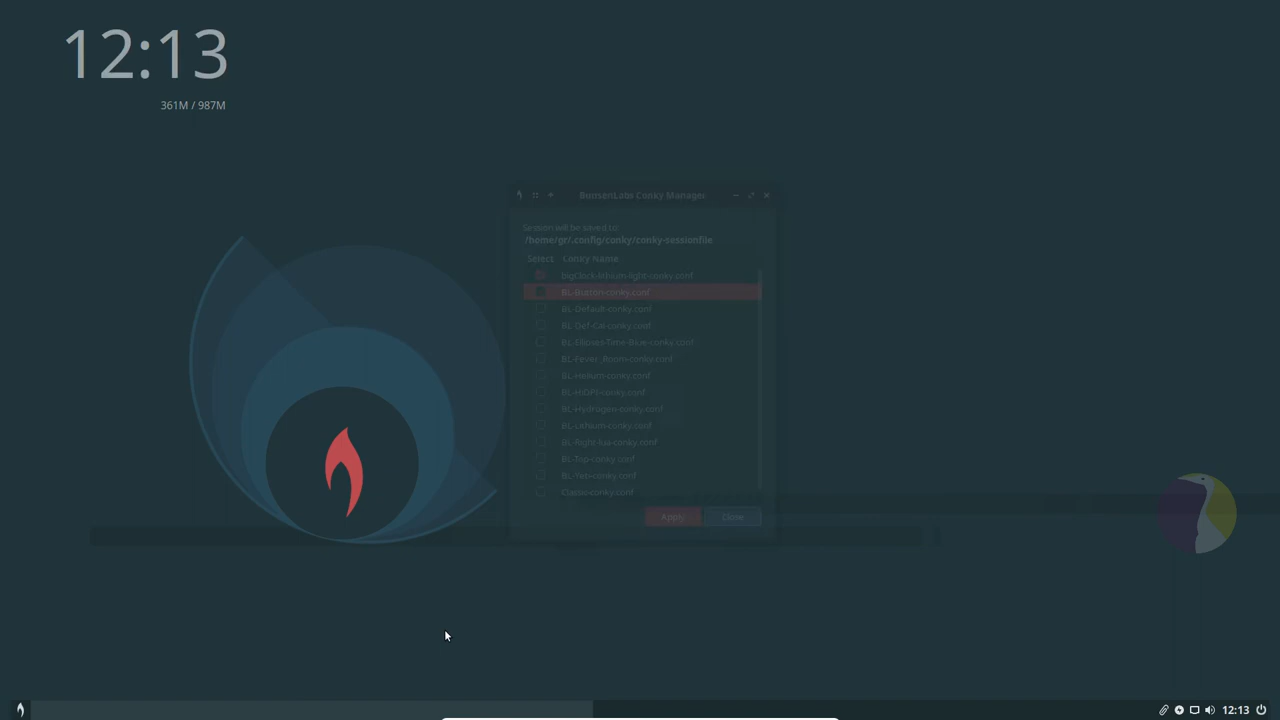 12:13
361M / 987M
BunsenLabs Conky Manager
Session will be saved to:
/home/gr/.config/conky/conky-sessionfile
Select Conky Name
bigClock-lithium-light-conky.conf
BL-Button-conky.conf
BL-Default-conky.conf
BL-Def-Cal-conky.conf
BL-Ellipses-Time-Blue-conky.conf
BL-Fever_Room-conky.conf
BL-Helium-conky.conf
BL-HiDPI-conky.conf
BL-Hydrogen-conky.conf
BL-Lithium-conky.conf
BL-Right-lua-conky.conf
BL-Top-conky.conf
BL-Yeti-conky.conf
Classic-conky.conf
Apply Close
12:13